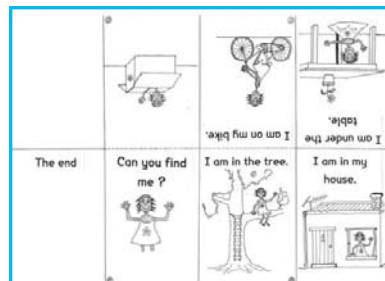 I am on my bike.
I am under the
table.
The end
Can you find
me ?
I am in the tree.
I am in my
house.